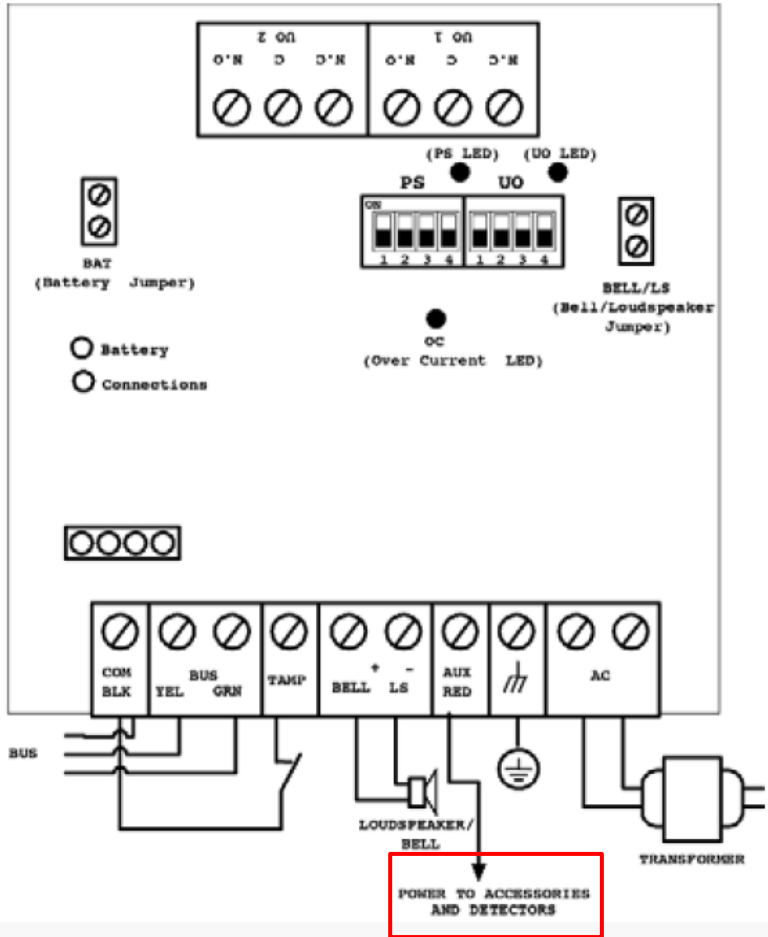 UO 2 UO 1
N.O C N.C N.O C N.C
(PS LED) (UO LED)
PS UO
ON
1 2 3 4 1 2 3 4
BAT
(Battery Jumper)
BELL/LS
(Bell/Loudspeaker
Jumper)
OC
(Over Current LED)
Battery
Connections
COM
BLK
BUS
YEL GRN
TAMP
+ -
BELL LS
AUX
RED
AC
BUS
LOUDSPEAKER/
BELL
TRANSFORMER
POWER TO ACCESSORIES
AND DETECTORS